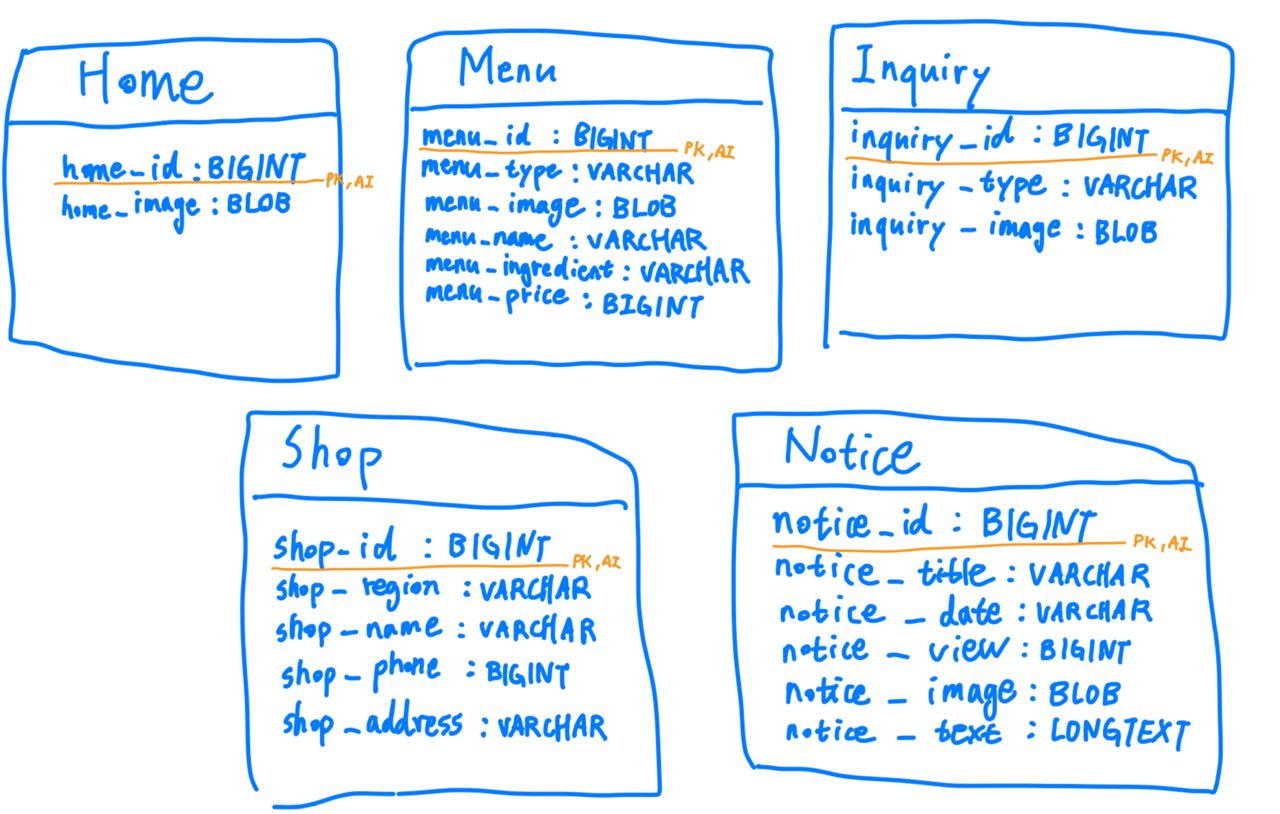 Home
home_id : BIGINT PK, AI
home_image : BLOB
Menu
menu_id : BIGINT PK, AI
menu_type : VARCHAR
menu_image : BLOB
menu_name : VARCHAR
menu_ingredient : VARCHAR
menu_price : BIGINT
Inquiry
inquiry_id : BIGINT PK, AI
inquiry_type : VARCHAR
inquiry_image : BLOB
Shop
shop_id : BIGINT PK, AI
shop_region : VARCHAR
shop_name : VARCHAR
shop_phone : BIGINT
shop_address : VARCHAR
Notice
notice_id : BIGINT PK, AI
notice_title : VARCHAR
notice_date : VARCHAR
notice_view : BIGINT
notice_image : BLOB
notice_text : LONGTEXT